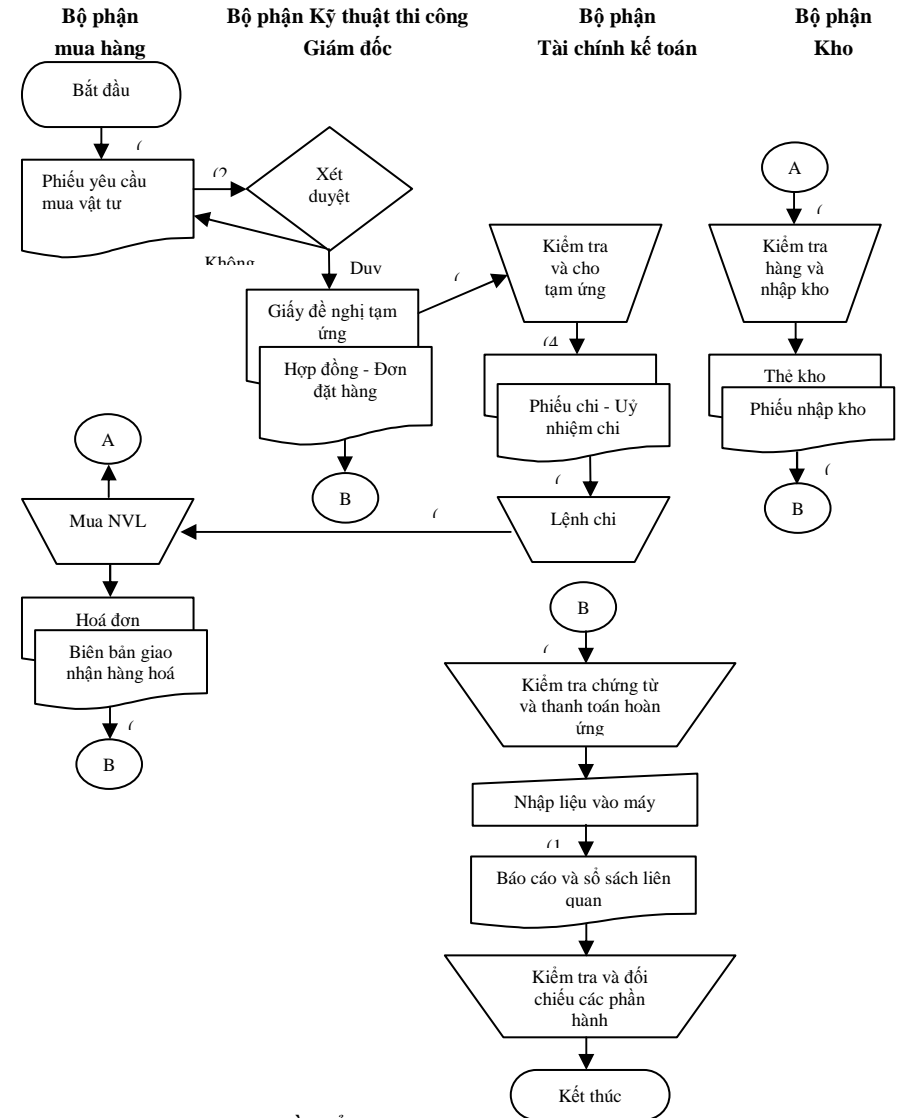 Bộ phận
mua hàng
Bộ phận Kỹ thuật thi công
Giám đốc
Bộ phận
Tài chính kế toán
Bộ phận
Kho
Bắt đầu
Phiếu yêu cầu
mua vật tư
(2
Xét
duyệt
Không
Duy
Giấy đề nghị tạm
ứng
Hợp đồng - Đơn
đặt hàng
B
Kiểm tra
và cho
tạm ứng
(4
Phiếu chi - Uỷ
nhiệm chi
Lệnh chi
A
Kiểm tra
hàng và
nhập kho
Thẻ kho
Phiếu nhập kho
B
A
Mua NVL
Hoá đơn
Biên bản giao
nhận hàng hoá
B
B
Kiểm tra chứng từ
và thanh toán hoàn
ứng
Nhập liệu vào máy
(1
Báo cáo và sổ sách liên
quan
Kiểm tra và đối
chiếu các phần
hành
Kết thúc